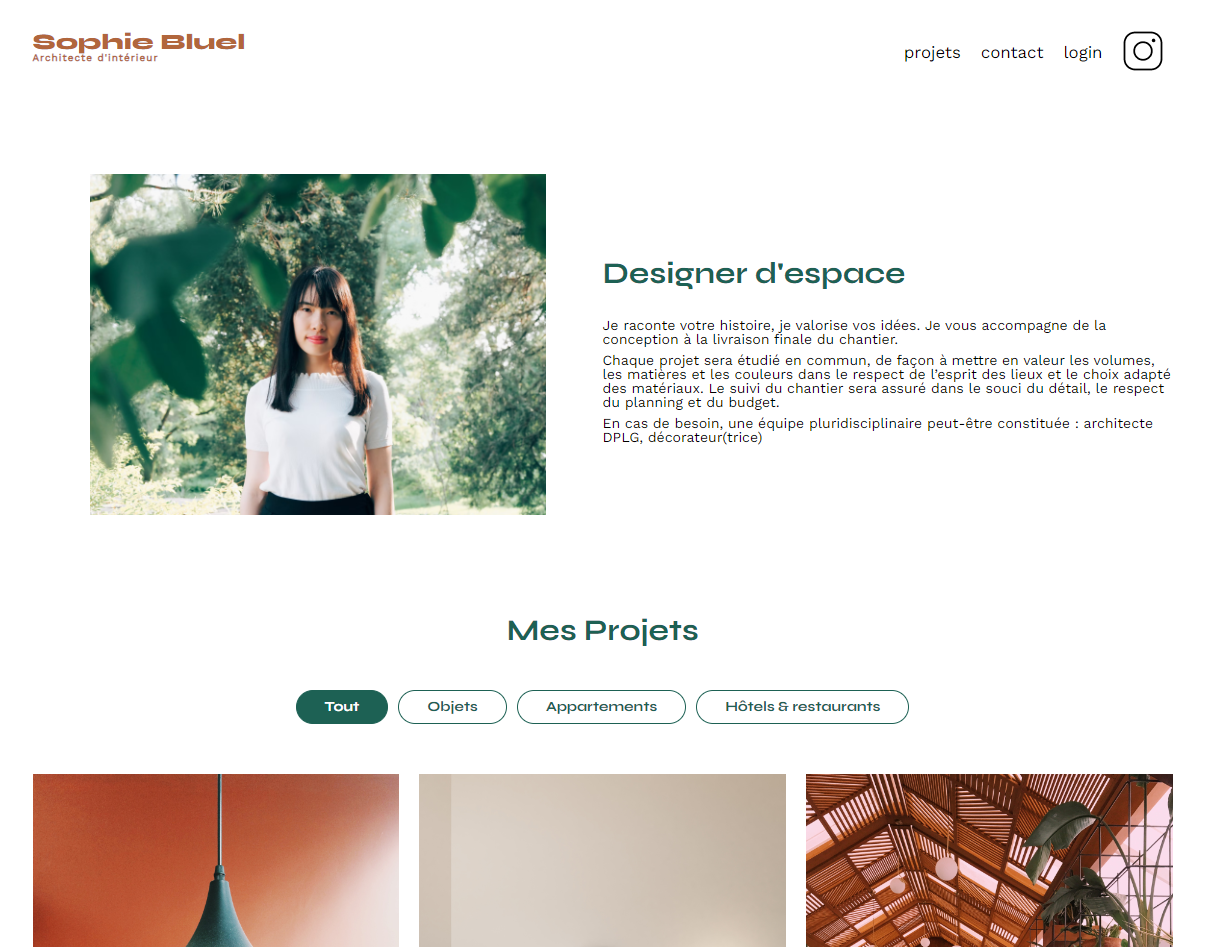 Sophie Bluel
Architecte d'intérieur
projets contact login
Designer d'espace
Je raconte votre histoire, je valorise vos idées. Je vous accompagne de la
conception à la livraison finale du chantier.
Chaque projet sera étudié en commun, de façon à mettre en valeur les volumes,
les matières et les couleurs dans le respect de l’esprit des lieux et le choix adapté
des matériaux. Le suivi du chantier sera assuré dans le souci du détail, le respect
du planning et du budget.
En cas de besoin, une équipe pluridisciplinaire peut-être constituée : architecte
DPLG, décorateur(trice)
Mes Projets
Tout Objets Appartements Hôtels & restaurants